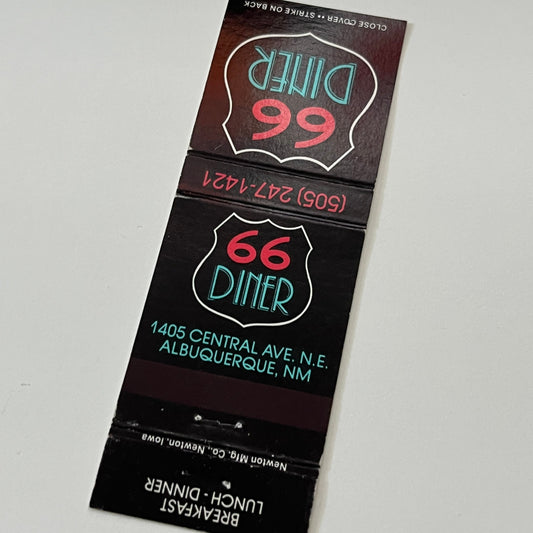 CLOSE COVER •• STRIKE ON BACK
66
DINER
(505) 247-1421
66
DINER
1405 CENTRAL AVE. N.E.
ALBUQUERQUE, NM
Newton Mfg. Co., Newton, Iowa
BREAKFAST
LUNCH - DINNER